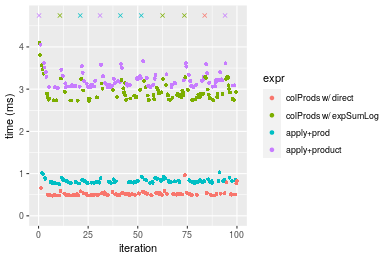 time (ms)
4
3
2
1
0
0
25
50
75
100
iteration
expr
colProds w/ direct
colProds w/ expSumLog
apply+prod
apply+product